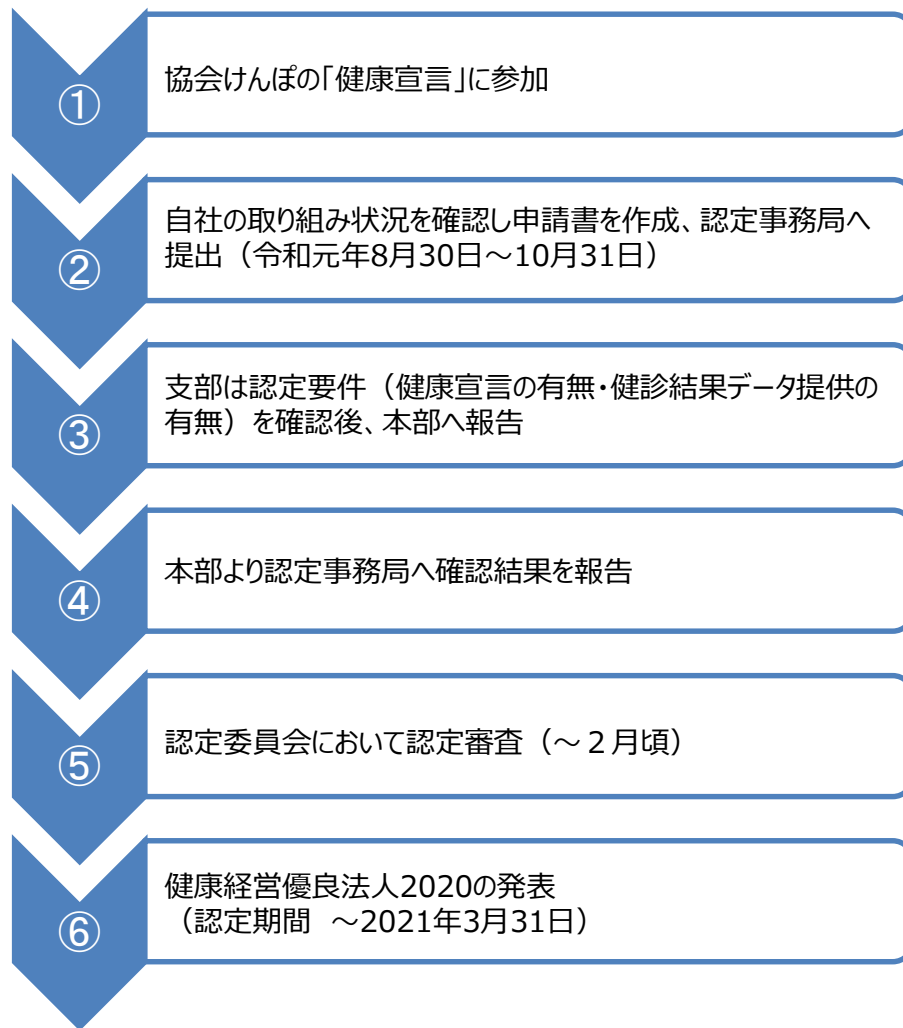 ①
協会けんぽの「健康宣言」に参加
②
自社の取り組み状況を確認し申請書を作成、認定事務局へ
提出（令和元年8月30日～10月31日）
③
支部は認定要件（健康宣言の有無・健診結果データ提供の
有無）を確認後、本部へ報告
④
本部より認定事務局へ確認結果を報告
⑤
認定委員会において認定審査（～２月頃）
⑥
健康経営優良法人2020の発表
（認定期間　～2021年3月31日）